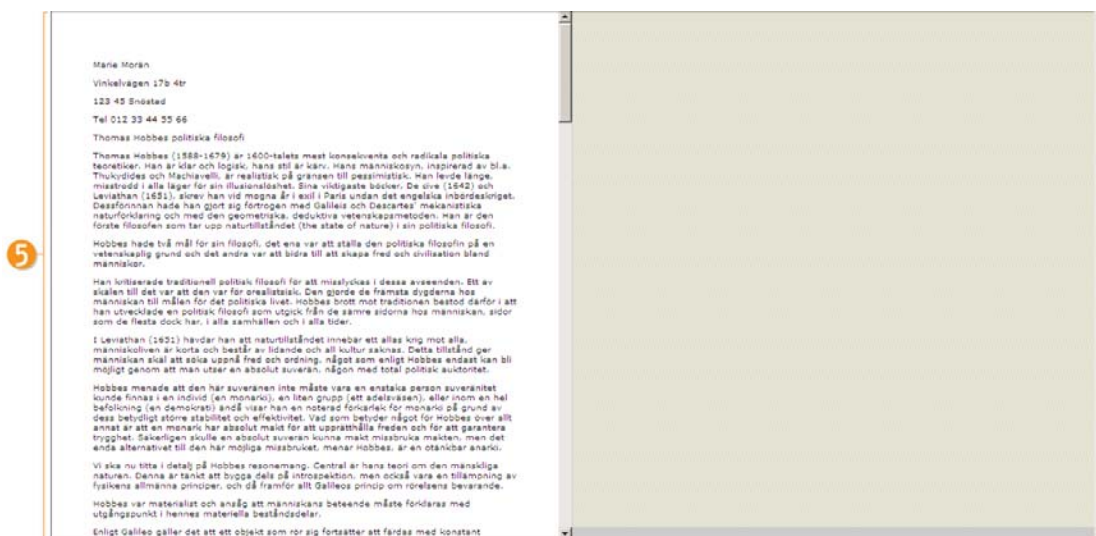 5
Marie Morán
Vinkelvägen 17b 4tr
123 45 Snöstad
Tel 012 33 44 55 66
Thomas Hobbes politiska filosofi
Thomas Hobbes (1588-1679) är 1600-talets mest konsekventa och radikala politiska
teoretiker. Han är klar och logisk, hans stil är karv. Hans människosyn, inspirerad av bl.a.
Thukydides och Machiavelli, är realistisk på gränsen till pessimistisk. Han levde länge,
misstrodd i alla läger för sin illusionslöshet. Sina viktigaste böcker, De cive (1642) och
Leviathan (1651), skrev han vid mogna år i exil i Paris undan det engelska inbördeskriget.
Dessförinnan hade han gjort sig förtrogen med Galileis och Descartes' mekanistiska
naturförklaring och med den geometriska, deduktiva vetenskapsmetoden. Han är den
förste filosofen som tar upp naturtillståndet (the state of nature) i sin politiska filosofi.
Hobbes hade två mål för sin filosofi, det ena var att ställa den politiska filosofin på en
vetenskaplig grund och det andra var att bidra till att skapa fred och civilisation bland
människor.
Han kritiserade traditionell politisk filosofi för att misslyckas i dessa avseenden. Ett av
skälen till det var att den var för orealistsisk. Den gjorde de främsta dygderna hos
människan till målen för det politiska livet. Hobbes brott mot traditionen bestod därför i att
han utvecklade en politisk filosofi som utgick från de sämre sidorna hos människan, sidor
som de flesta dock har, i alla samhällen och i alla tider.
I Leviathan (1651) hävdar han att naturtillståndet innebär ett allas krig mot alla,
människoliven är korta och består av lidande och all kultur saknas. Detta tillstånd ger
människan skäl att söka uppnå fred och ordning, något som enligt Hobbes endast kan bli
möjligt genom att man utser en absolut suverän, någon med total politisk auktoritet.
Hobbes menade att den här suveränen inte måste vara en enstaka person suveränitet
kunde finnas i en individ (en monarki), en liten grupp (ett adelsväsen), eller inom en hel
befolkning (en demokrati) ändå visar han en noterad förkärlek för monarki på grund av
dess betydligt större stabilitet och effektivitet. Vad som betyder något för Hobbes över allt
annat är att en monark har absolut makt för att upprätthålla freden och för att garantera
trygghet. Säkerligen skulle en absolut suverän kunna makt missbruka makten, men det
enda alternativet till den här möjliga missbruket, menar Hobbes, är en otänkbar anarki.
Vi ska nu titta i detalj på Hobbes resonemang. Central är hans teori om den mänskliga
naturen. Denna är tänkt att bygga dels på introspektion, men också vara en tillämpning av
fysikens allmänna principer, och då framför allt Galileos princip om rörelsens bevarande.
Hobbes var materialist och ansåg att människans beteende måste förklaras med
utgångspunkt i hennes materiella beståndsdelar.
Enligt Galileo gäller det att ett objekt som rör sig fortsätter att färdas med konstant